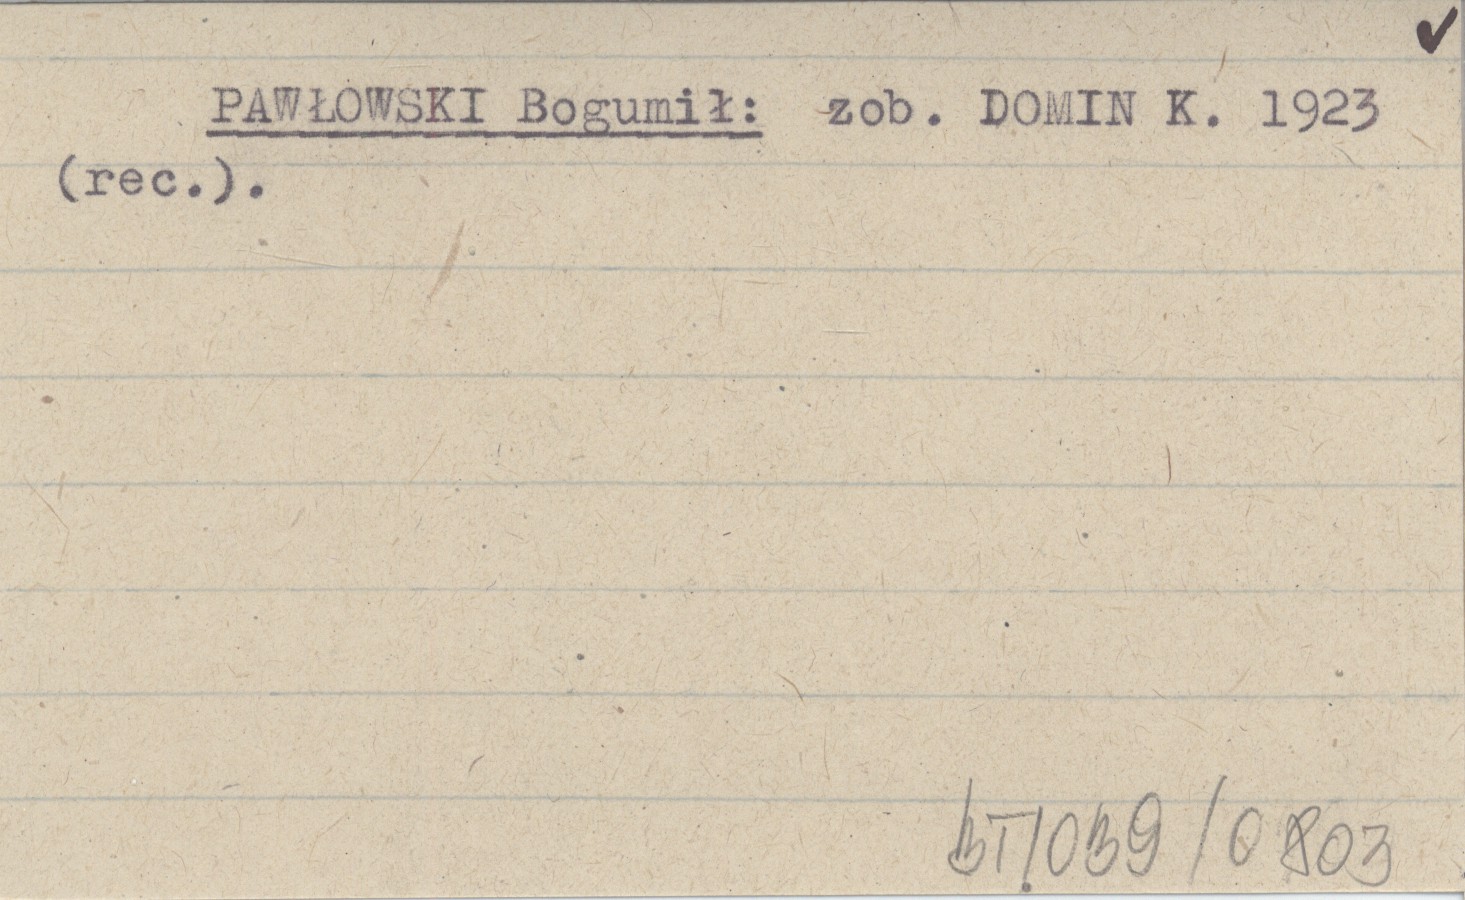 PAWŁOWSKI Bogumił: zob. DOMIN K. 1923
(rec.).
BT/039/0803